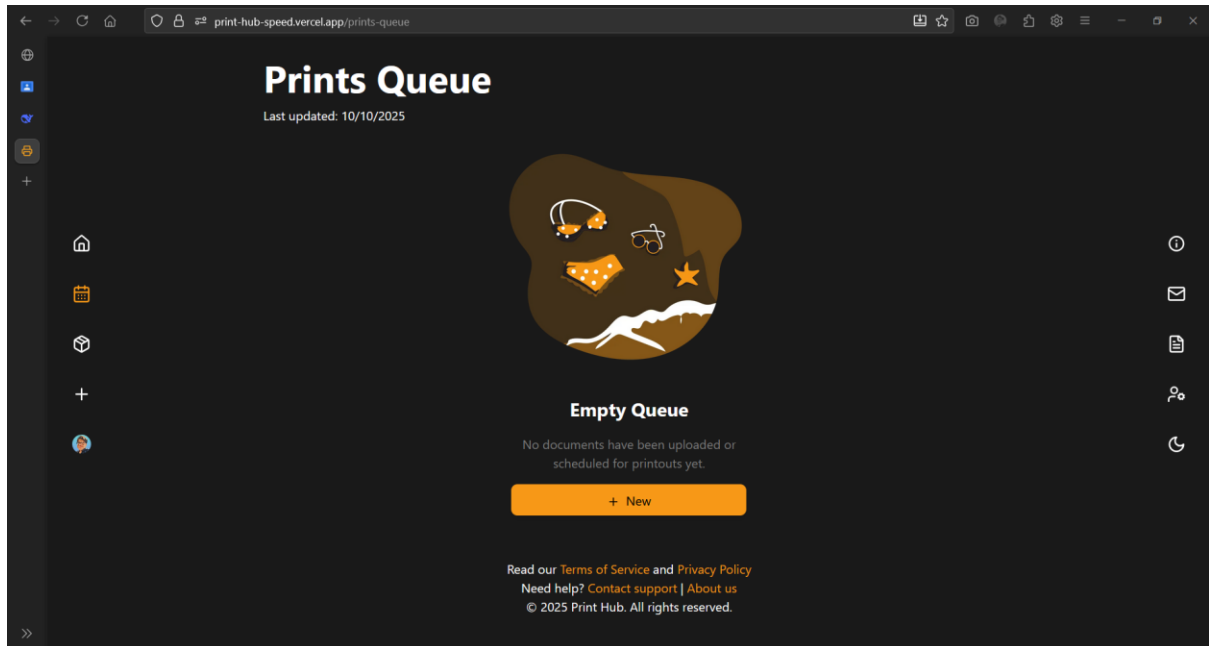 print-hub-speed.vercel.app/prints-queue
Prints Queue
Last updated: 10/10/2025
Empty Queue
No documents have been uploaded or
scheduled for printouts yet.
+ New
Read our Terms of Service and Privacy Policy
Need help? Contact support | About us
© 2025 Print Hub. All rights reserved.